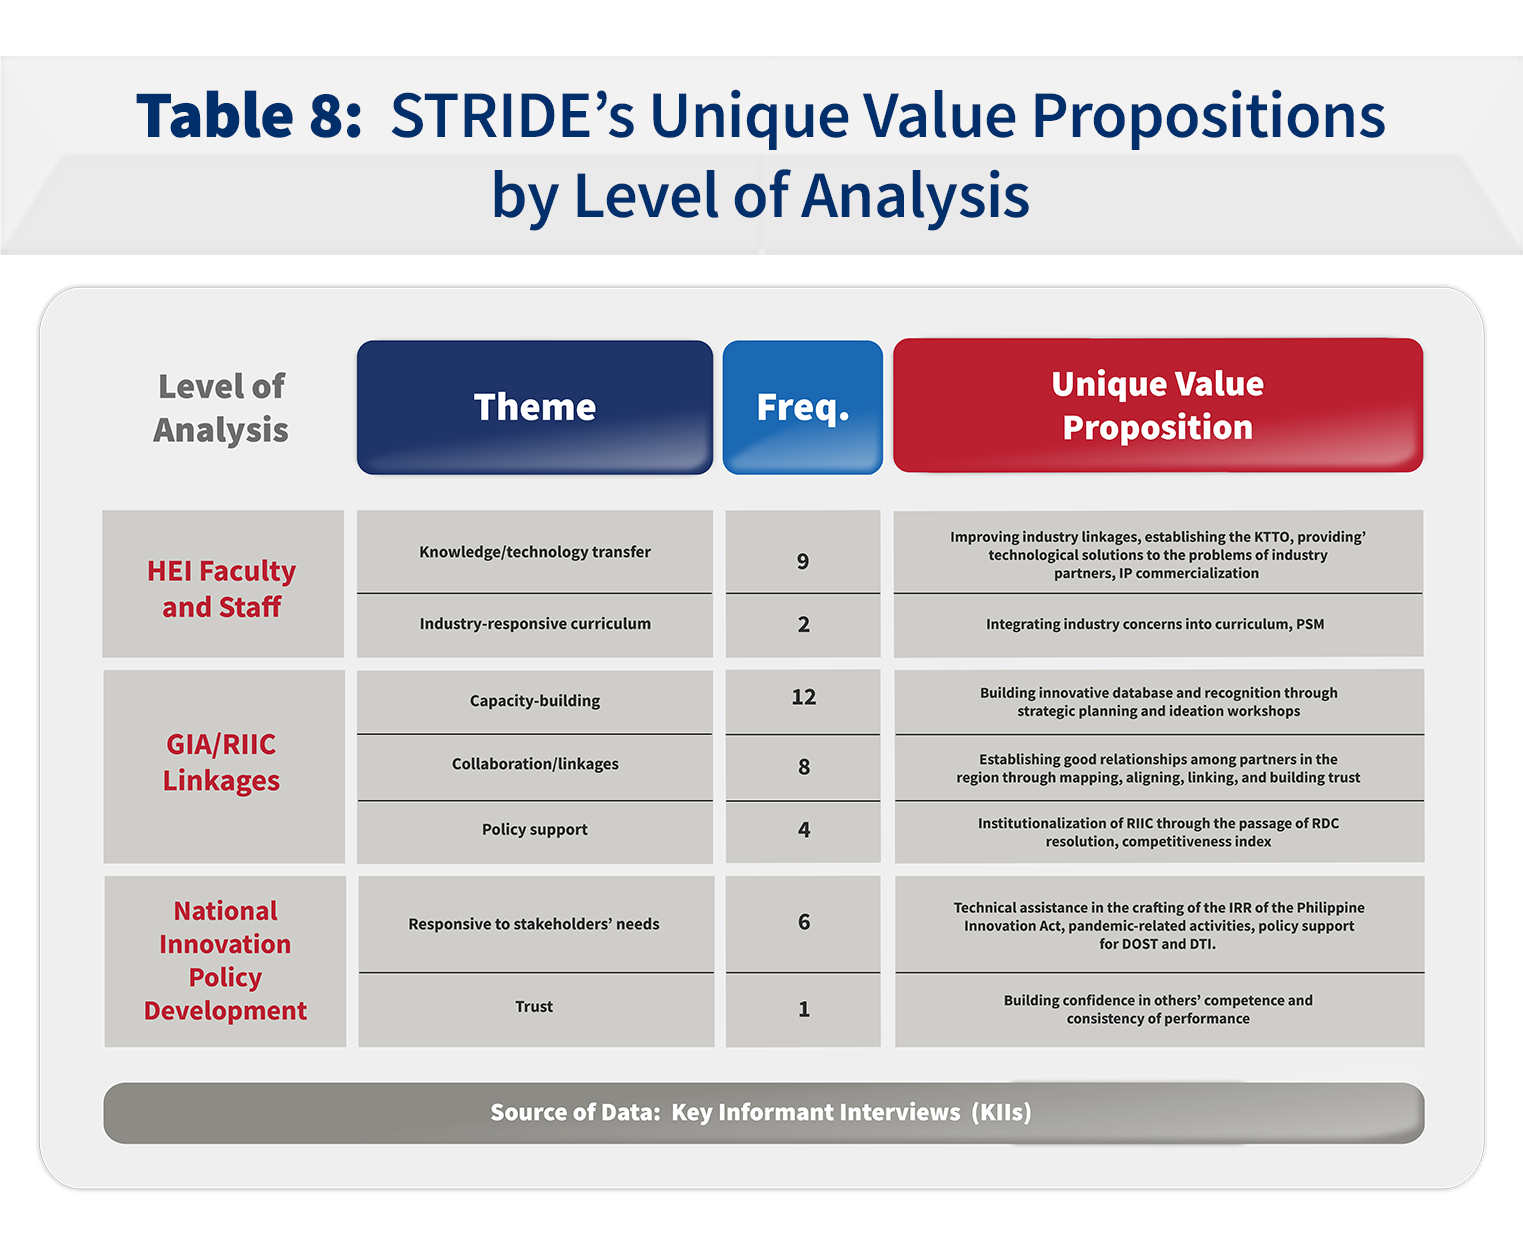 Table 8: STRIDE’s Unique Value Propositions
by Level of Analysis
Level of
Analysis
Theme
Freq.
Unique Value
Proposition
HEI Faculty
and Staff
Knowledge/technology transfer
9
Improving industry linkages, establishing the KTTO, providing’
technological solutions to the problems of industry
partners, IP commercialization
Industry-responsive curriculum
2
Integrating industry concerns into curriculum, PSM
GIA/RIIC
Linkages
Capacity-building
12
Building innovative database and recognition through
strategic planning and ideation workshops
Collaboration/linkages
8
Establishing good relationships among partners in the
region through mapping, aligning, linking, and building trust
Policy support
4
Institutionalization of RIIC through the passage of RDC
resolution, competitiveness index
National
Innovation
Policy
Development
Responsive to stakeholders’ needs
6
Technical assistance in the crafting of the IRR of the Philippine
Innovation Act, pandemic-related activities, policy support
for DOST and DTI.
Trust
1
Building confidence in others’ competence and
consistency of performance
Source of Data: Key Informant Interviews (KIIs)